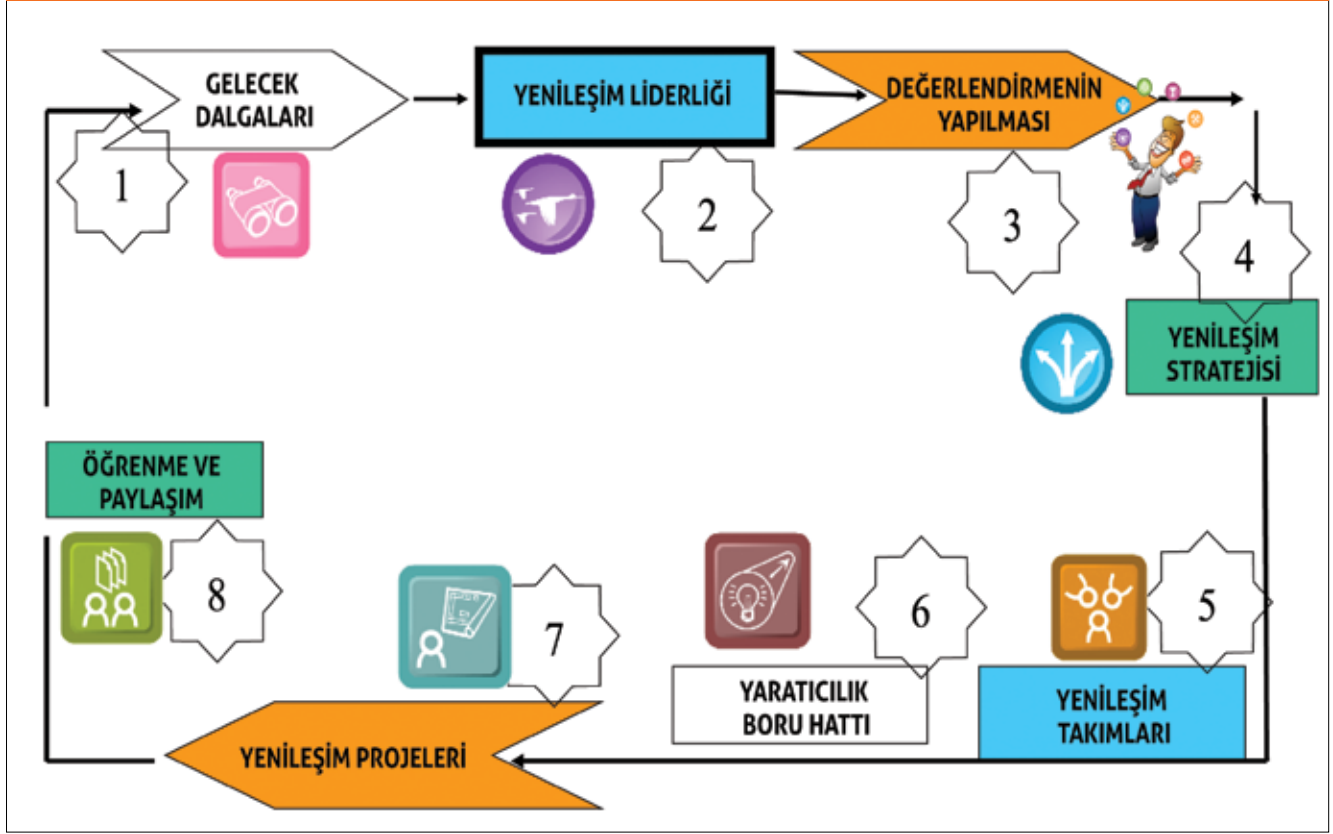 GELECEK
DALGALARI
1
YENİLEŞİM LİDERLİĞİ
2
DEĞERLENDİRMENİN
YAPILMASI
3
4
YENİLEŞİM
STRATEJİSİ
5
YENİLEŞİM
TAKIMLARI
6
YARATICILIK
BORU HATTI
7
YENİLEŞİM PROJELERİ
8
ÖĞRENME VE
PAYLAŞIM